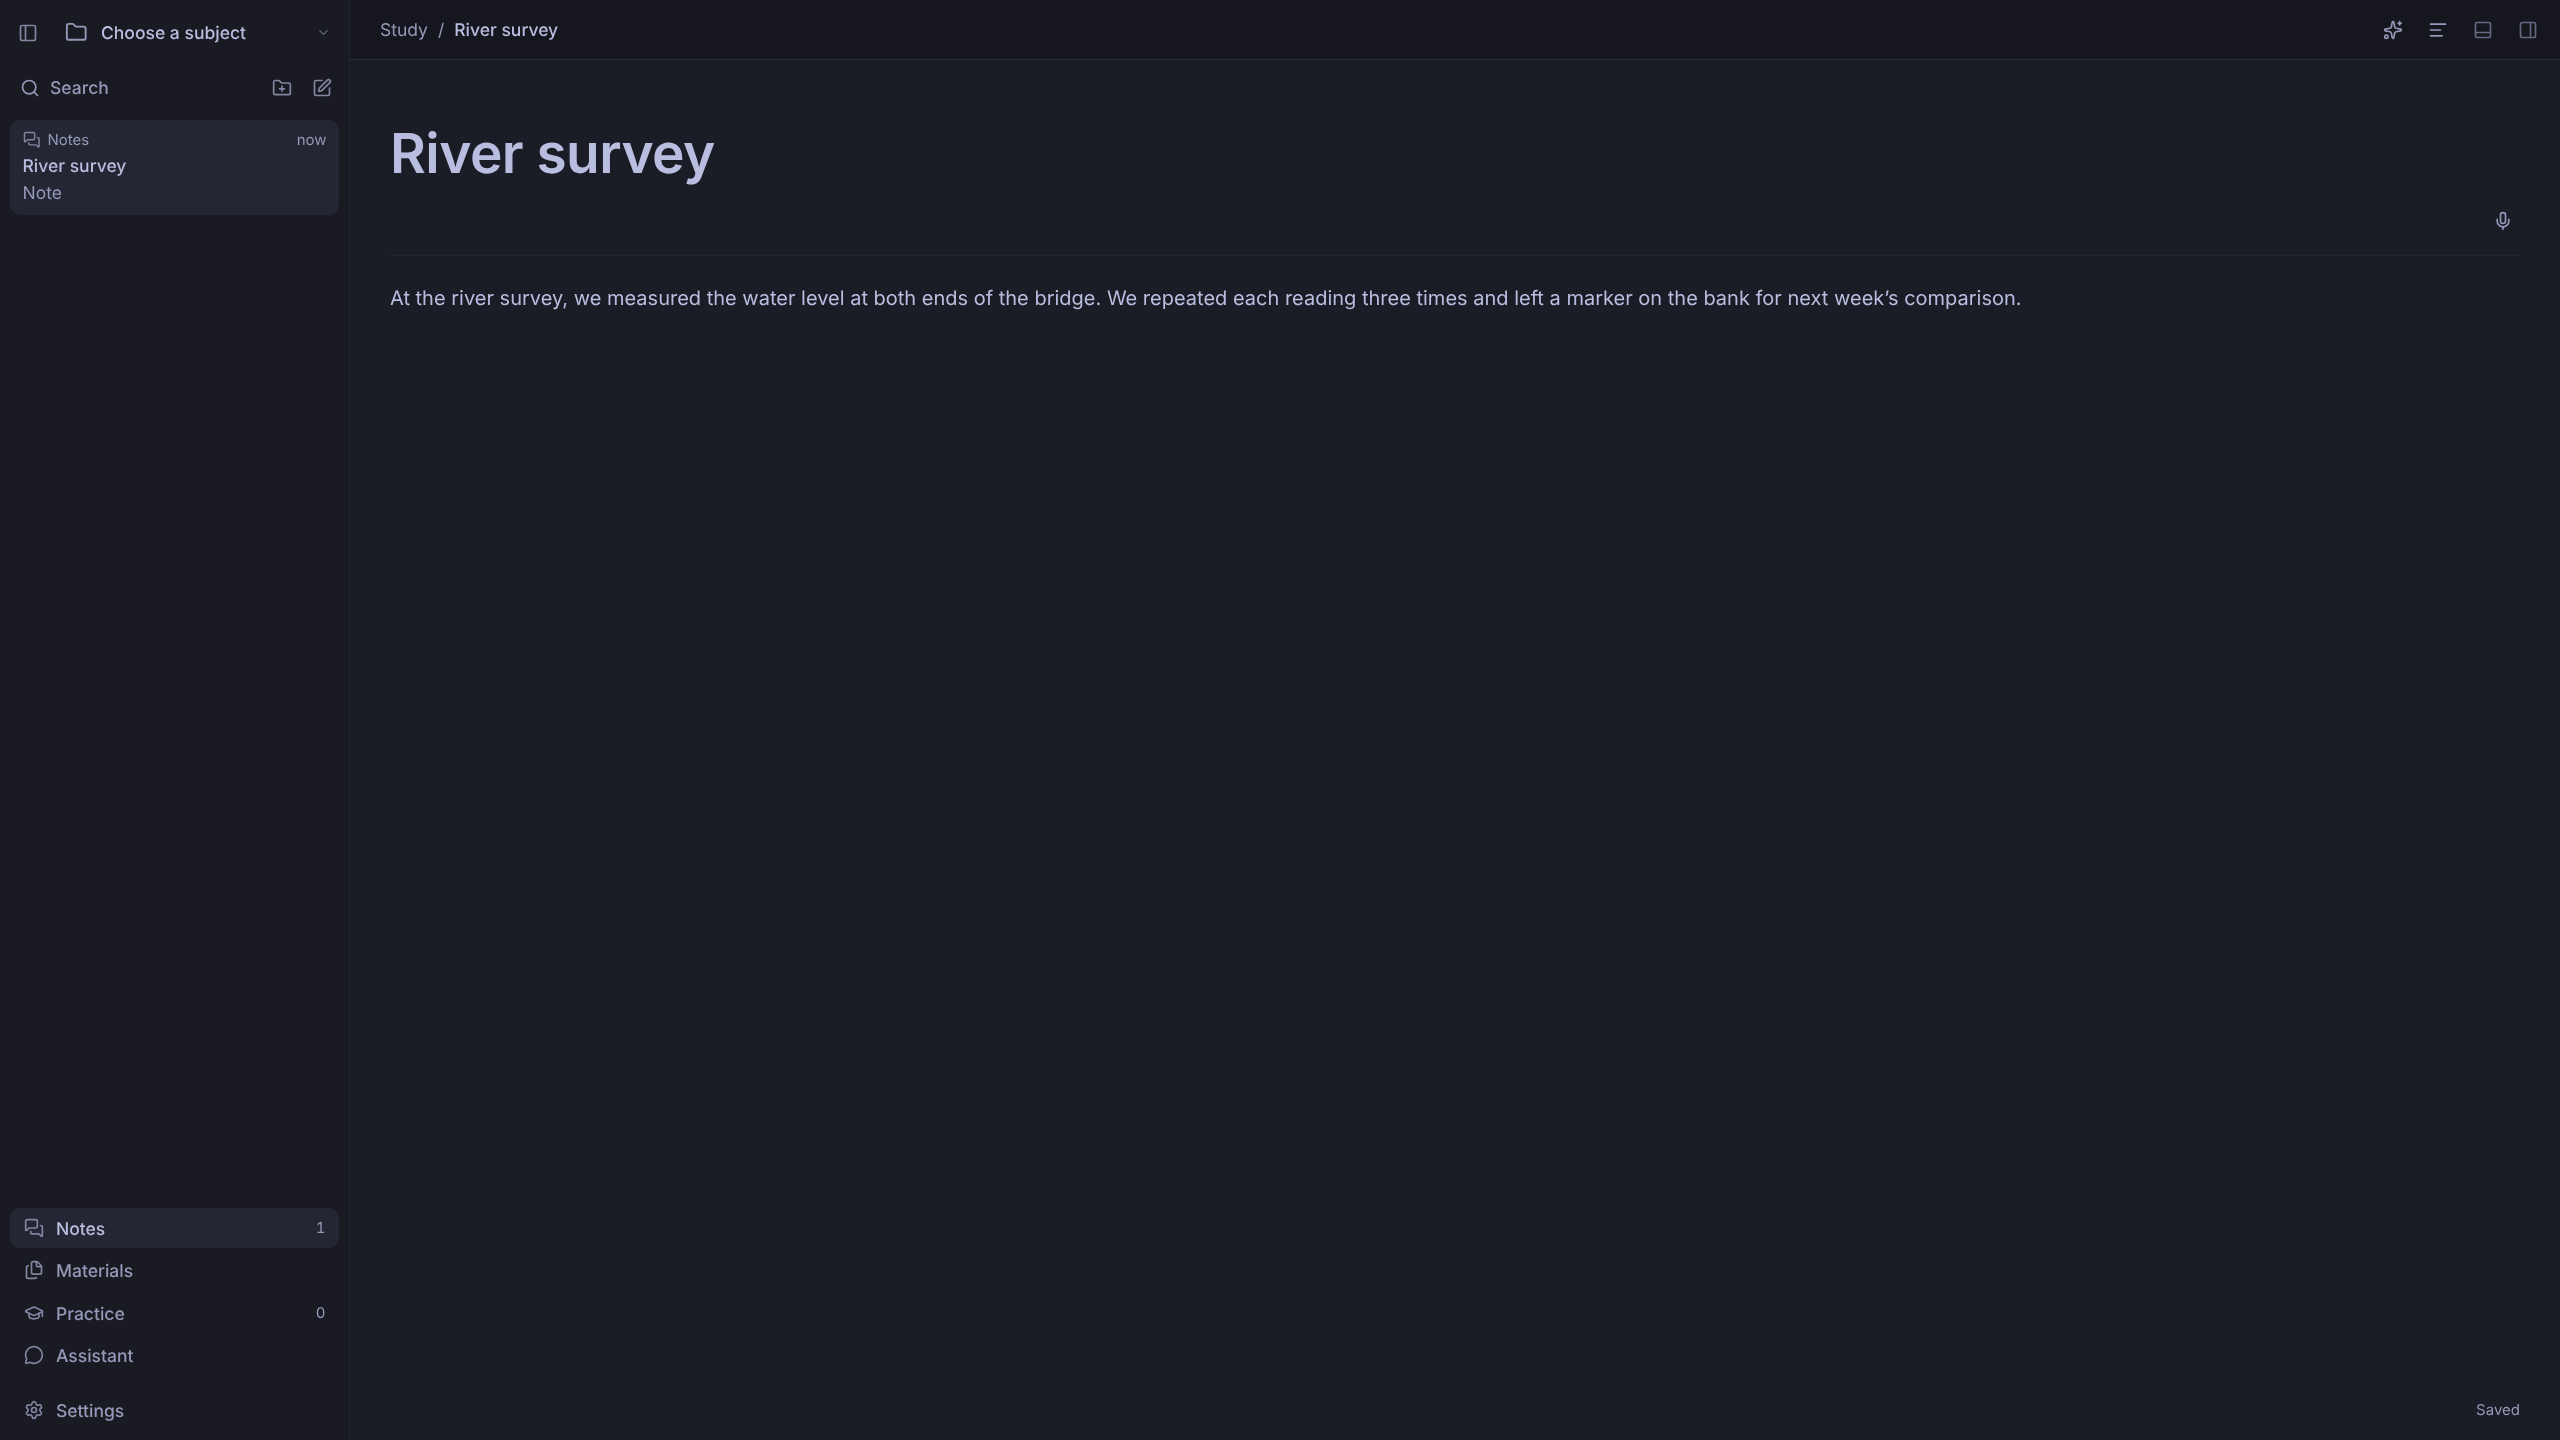 Choose a subject
Search
Notes now
River survey
Note
Notes 1
Materials
Practice 0
Assistant
Settings
Study / River survey
River survey
At the river survey, we measured the water level at both ends of the bridge. We repeated each reading three times and left a marker on the bank for next week’s comparison.
Saved